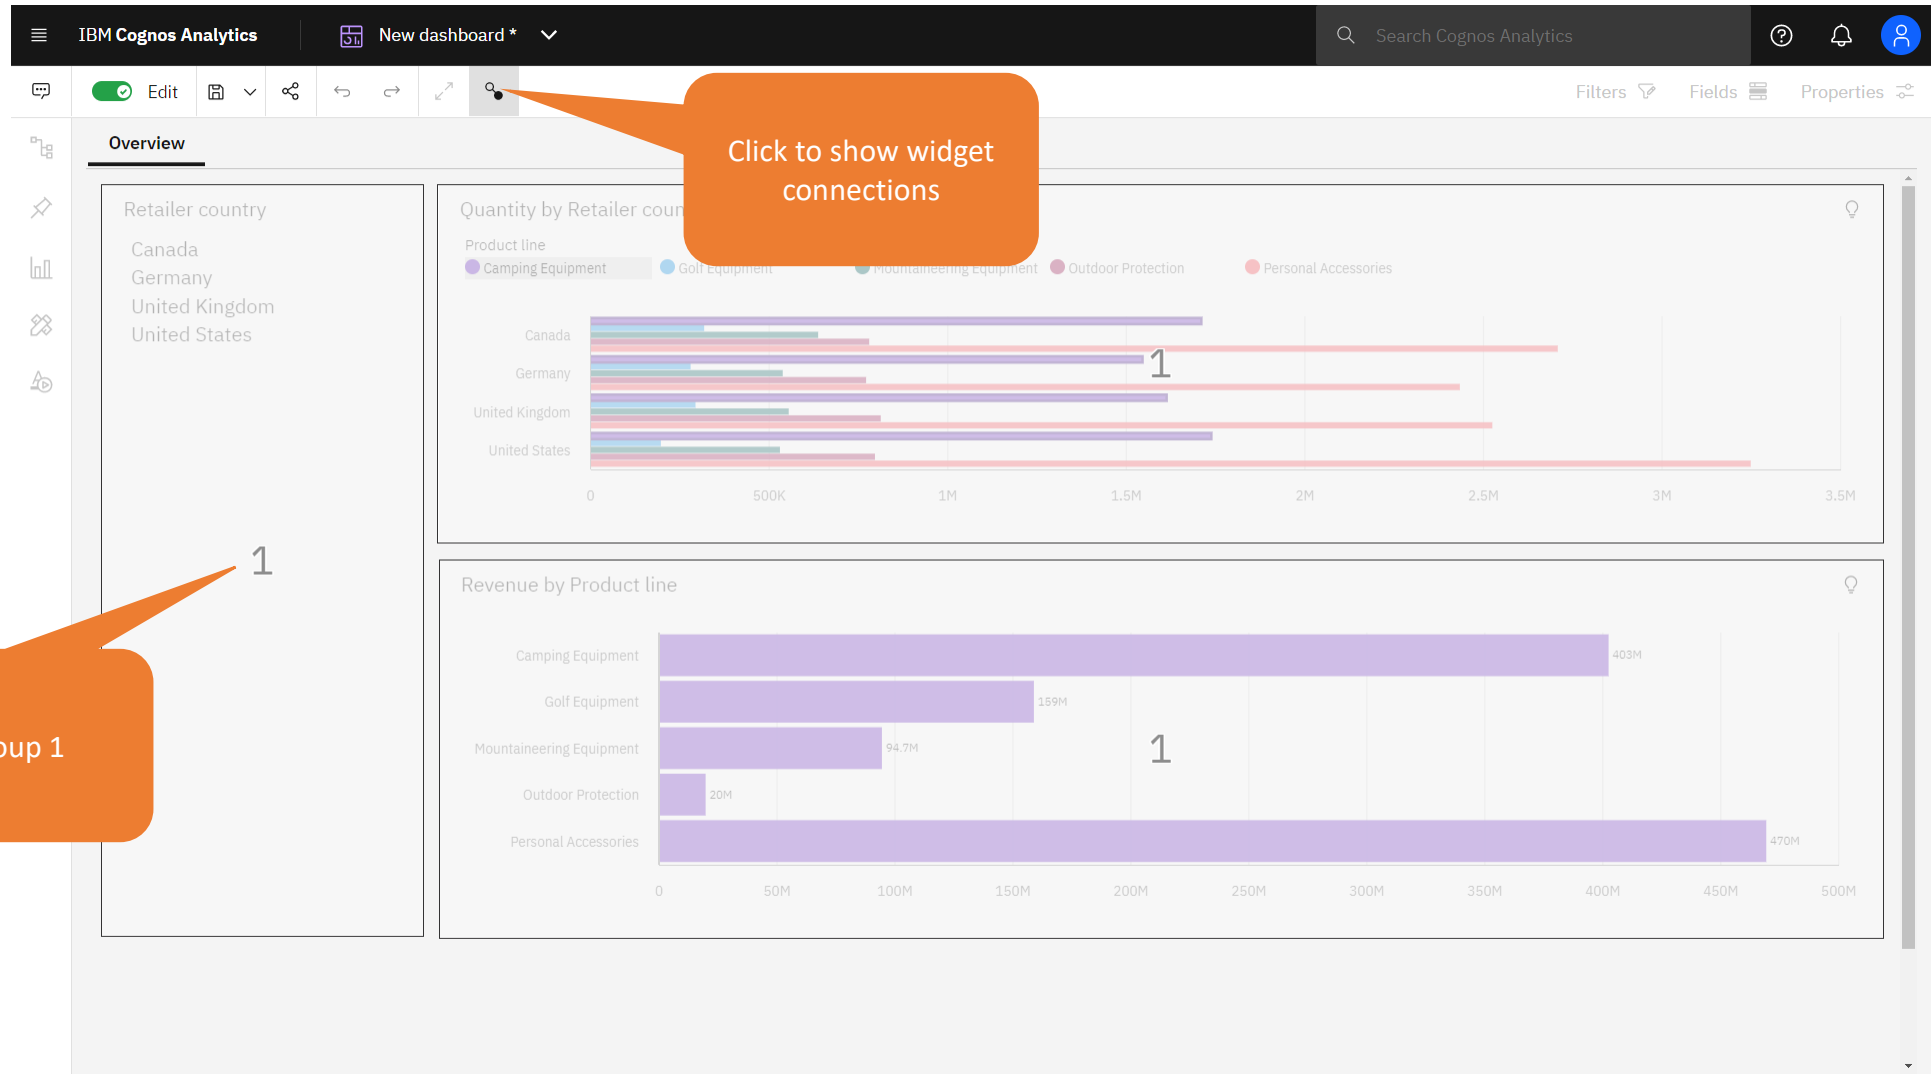 IBM Cognos Analytics
New dashboard *
Search Cognos Analytics
Edit
Filters
Fields
Properties
Overview
Click to show widget
connections
Retailer country
Canada
Germany
United Kingdom
United States
1
Quantity by Retailer
Product line
Camping Equipment
Golf Equipment
Mountaineering Equipment
Outdoor Protection
Personal Accessories
Canada
Germany
United Kingdom
United States
1
0
500K
1M
1.5M
2M
2.5M
3M
3.5M
Revenue by Product line
Camping Equipment
403M
Golf Equipment
159M
Mountaineering Equipment
94.7M
1
Outdoor Protection
20M
Personal Accessories
470M
0
50M
100M
150M
200M
250M
300M
350M
400M
450M
500M
1